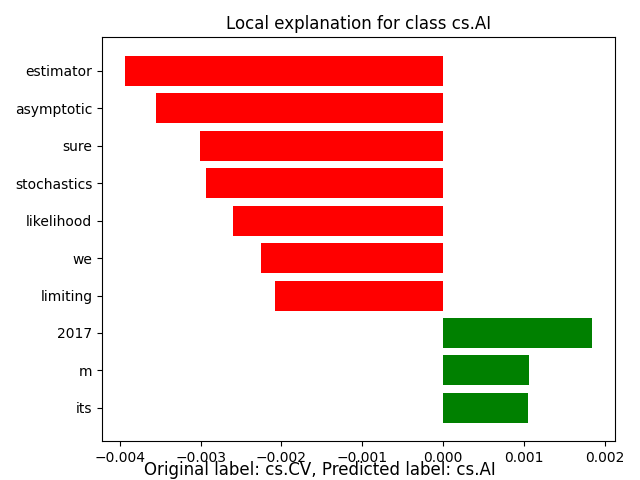 Local explanation for class cs.AI
estimator
asymptotic
sure
stochastics
likelihood
we
limiting
2017
m
its
−0.004 −0.003 −0.002 −0.001 0.000 0.001 0.002
Original label: cs.CV, Predicted label: cs.AI